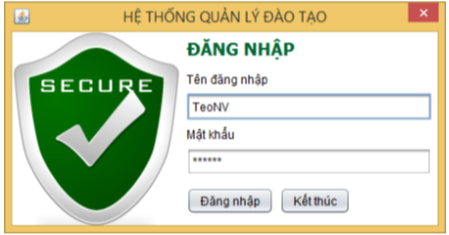 HỆ THỐNG QUẢN LÝ ĐÀO TẠO
SECURE
ĐĂNG NHẬP
Tên đăng nhập
TeoNV
Mật khẩu
******
Đăng nhập Kết thúc